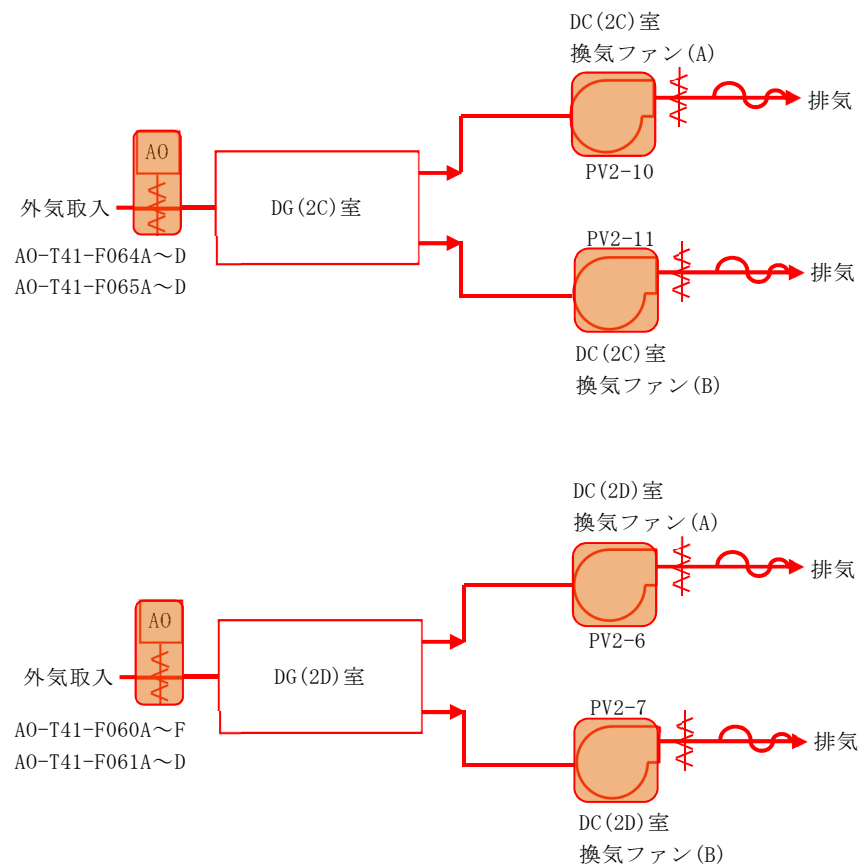 DC(2C)室
換気ファン(A)
排気
AO
PV2-10
外気取入
DG(2C)室
PV2-11
AO-T41-F064A～D
排気
AO-T41-F065A～D
DC(2C)室
換気ファン(B)
DC(2D)室
換気ファン(A)
排気
AO
PV2-6
外気取入
DG(2D)室
PV2-7
AO-T41-F060A～F
排気
AO-T41-F061A～D
DC(2D)室
換気ファン(B)